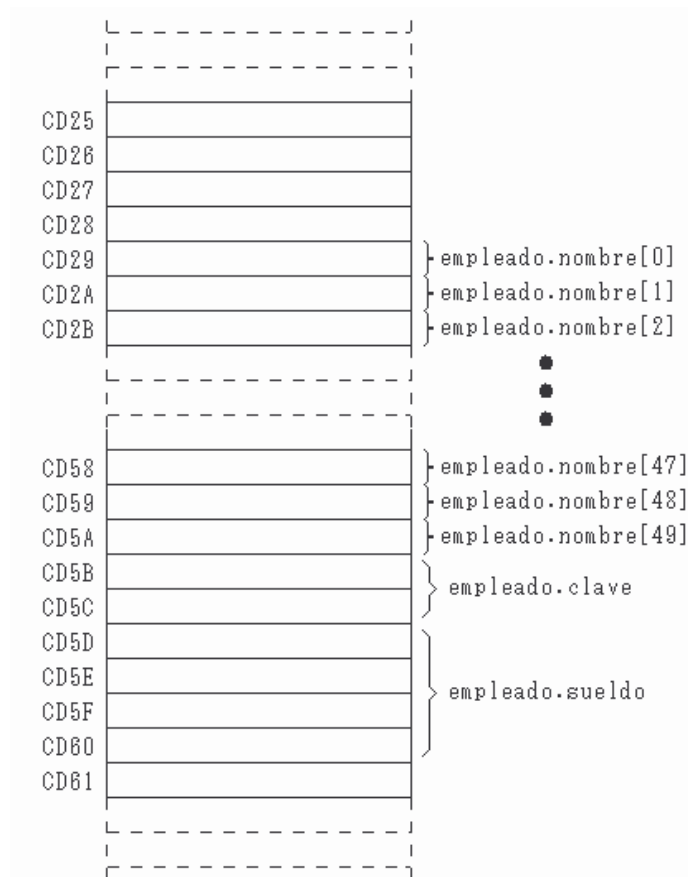 CD25
CD26
CD27
CD28
CD29 empleado.nombre[0]
CD2A empleado.nombre[1]
CD2B empleado.nombre[2]
CD58 empleado.nombre[47]
CD59 empleado.nombre[48]
CD5A empleado.nombre[49]
CD5B
empleado.clave
CD5C
CD5D
CD5E
empleado.sueldo
CD5F
CD60
CD61